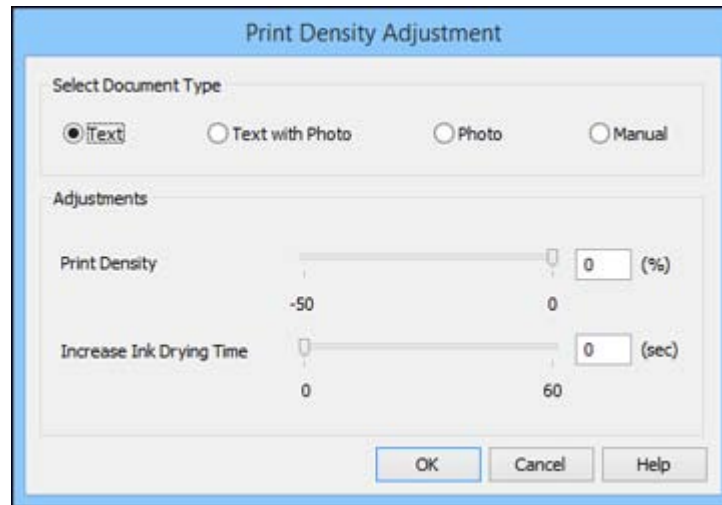 Print Density Adjustment
Select Document Type
Text Text with Photo Photo Manual
Adjustments
Print Density 0 (%)
-50 0
Increase Ink Drying Time 0 (sec)
0 60
OK Cancel Help